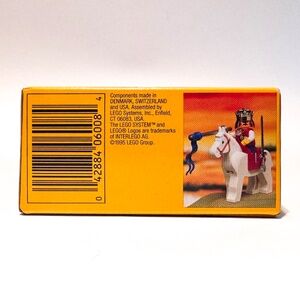 Components made in
DENMARK, SWITZERLAND
and USA. Assembled by
LEGO Systems, Inc., Enfield,
CT 06083, USA.
The LEGO SYSTEM™ and
LEGO® Logos are trademarks
of INTERLEGO AG.
©1995 LEGO Group.
0 42884 06008 4